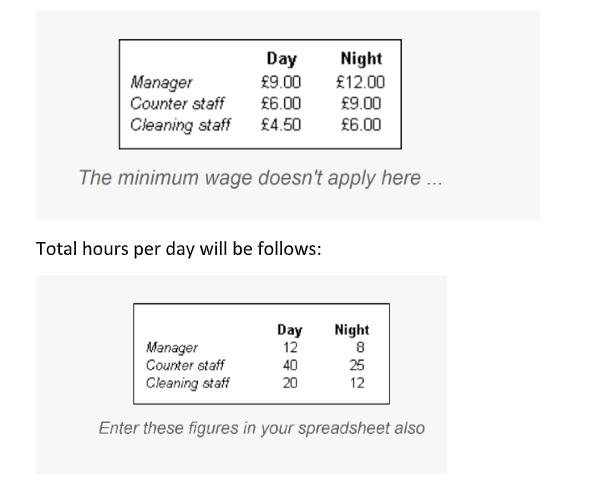 Day Night
Manager £9.00 £12.00
Counter staff £6.00 £9.00
Cleaning staff £4.50 £6.00
The minimum wage doesn't apply here ...
Total hours per day will be follows:
Day Night
Manager 12 8
Counter staff 40 25
Cleaning staff 20 12
Enter these figures in your spreadsheet also